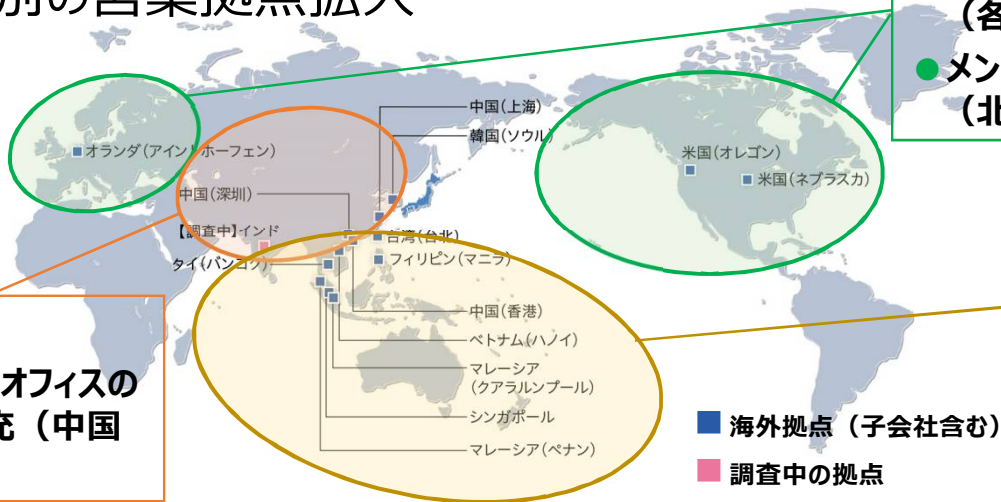 別の営業拠点拡大
（各
●メン
（北
中国（上海）
韓国（ソウル）
オランダ（アイントホーフェン）
米国（オレゴン）
米国（ネブラスカ）
中国（深圳）
【調査中】インド
台湾（台北）
タイ（バンコク）
フィリピン（マニラ）
中国（香港）
ベトナム（ハノイ）
マレーシア
（クアラルンプール）
シンガポール
マレーシア（ペナン）
オフィスの
充（中国
海外拠点（子会社含む）
調査中の拠点